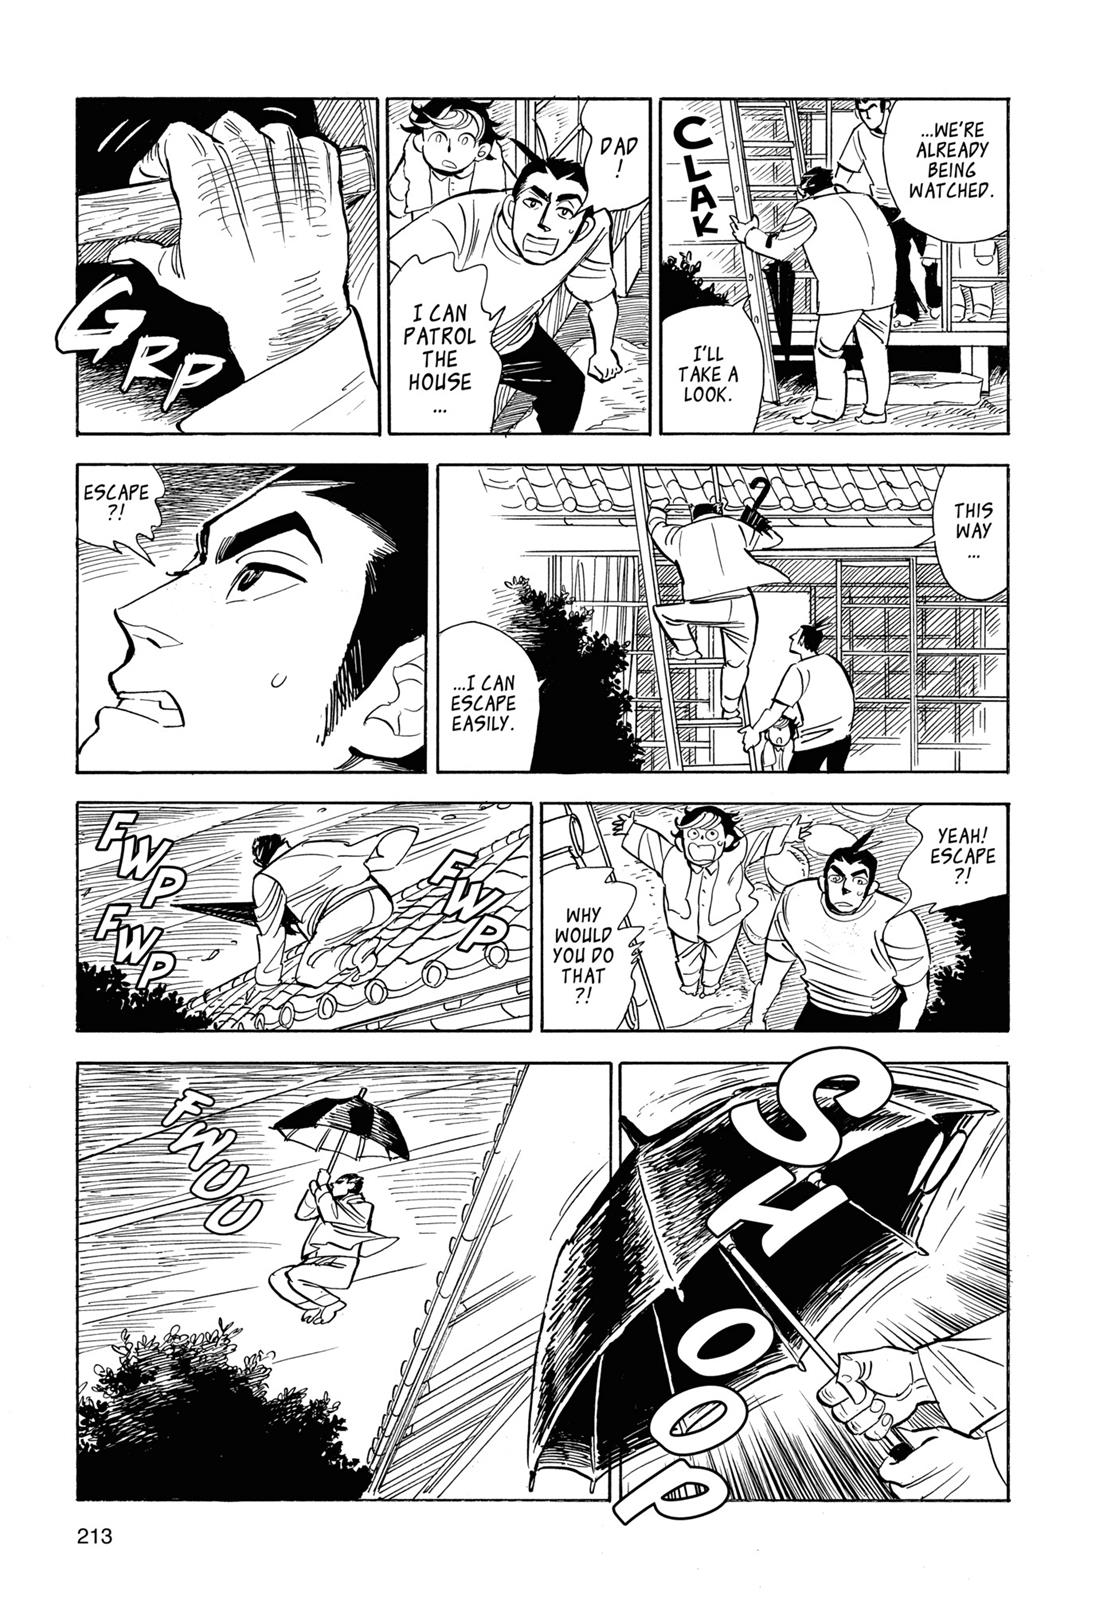 ...WE'RE
ALREADY
BEING
WATCHED.
CLAK
I'LL
TAKE A
LOOK.
DAD
!
I CAN
PATROL
THE
HOUSE
...
GRP
THIS
WAY
...
...I CAN
ESCAPE
EASILY.
ESCAPE
?!
YEAH!
ESCAPE
?!
WHY
WOULD
YOU DO
THAT
?!
FWP
FWP
FWP
SHOOP
FWUU
213